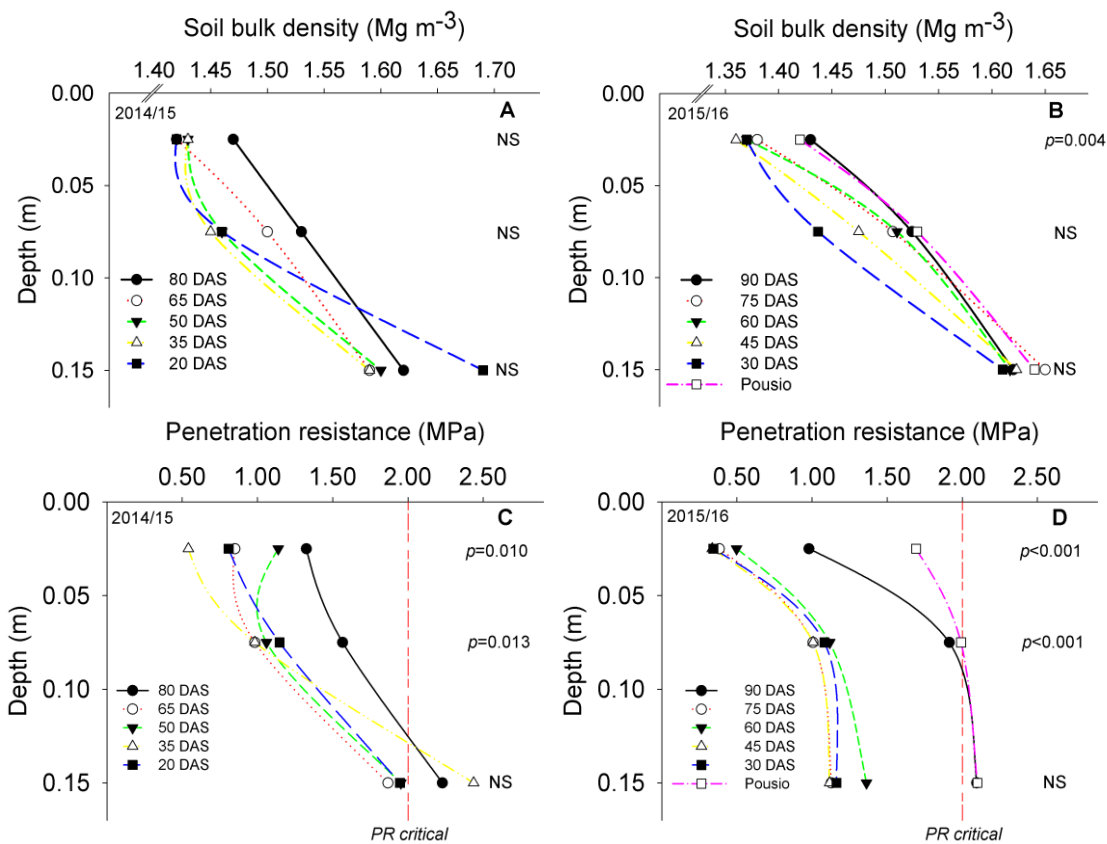 Soil bulk density (Mg m-3)
1.40 1.45 1.50 1.55 1.60 1.65 1.70
0.00
2014/15
A
NS
0.05
NS
Depth (m)
0.10
80 DAS
65 DAS
50 DAS
35 DAS
20 DAS
0.15
NS
Soil bulk density (Mg m-3)
1.35 1.40 1.45 1.50 1.55 1.60 1.65
0.00
2015/16
B
p=0.004
0.05
NS
Depth (m)
0.10
90 DAS
75 DAS
60 DAS
45 DAS
30 DAS
Pousio
0.15
NS
Penetration resistance (MPa)
0.50 1.00 1.50 2.00 2.50
0.00
2014/15
C
p=0.010
0.05
p=0.013
Depth (m)
0.10
80 DAS
65 DAS
50 DAS
35 DAS
20 DAS
0.15
NS
PR critical
Penetration resistance (MPa)
0.50 1.00 1.50 2.00 2.50
0.00
2015/16
D
p<0.001
0.05
p<0.001
Depth (m)
0.10
90 DAS
75 DAS
60 DAS
45 DAS
30 DAS
Pousio
0.15
NS
PR critical